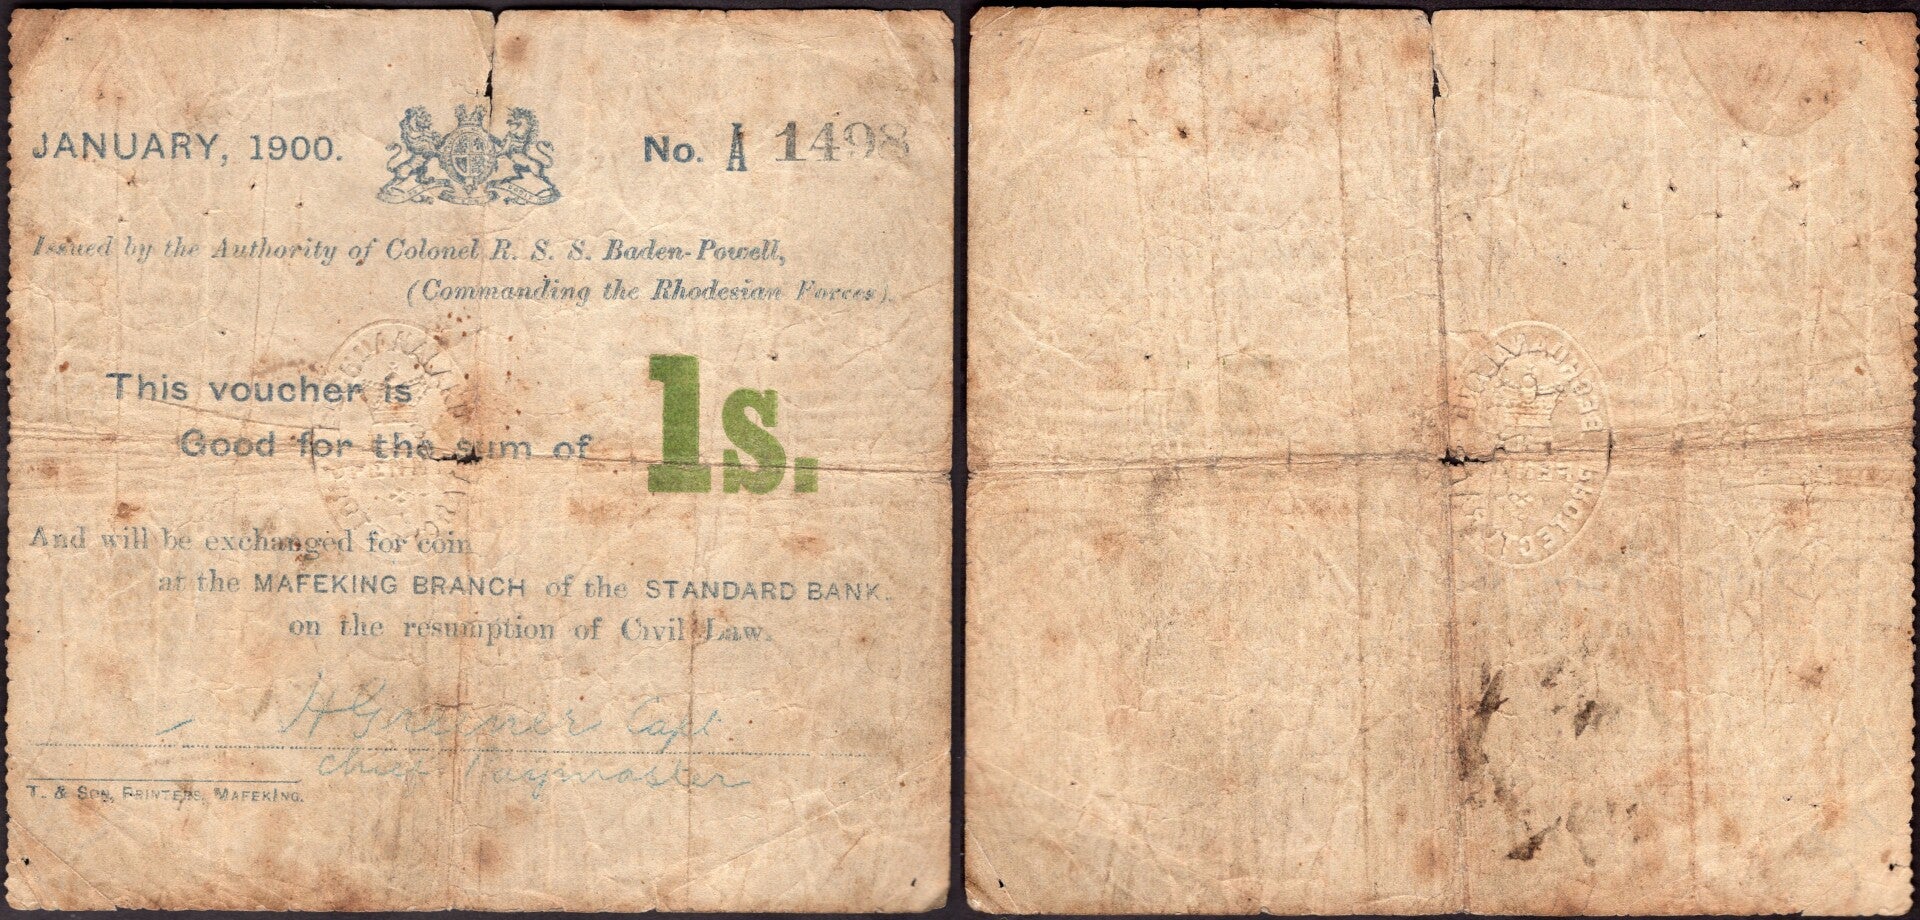 JANUARY, 1900.
No. A 1498
Issued by the Authority of Colonel R. S. S. Baden-Powell,
(Commanding the Rhodesian Forces).
This voucher is
Good for the sum of
1s.
And will be exchanged for coin
at the MAFEKING BRANCH of the STANDARD BANK.
on the resumption of Civil Law.
H Greener Capt
Chief Paymaster
T. & SON, PRINTERS, MAFEKING.